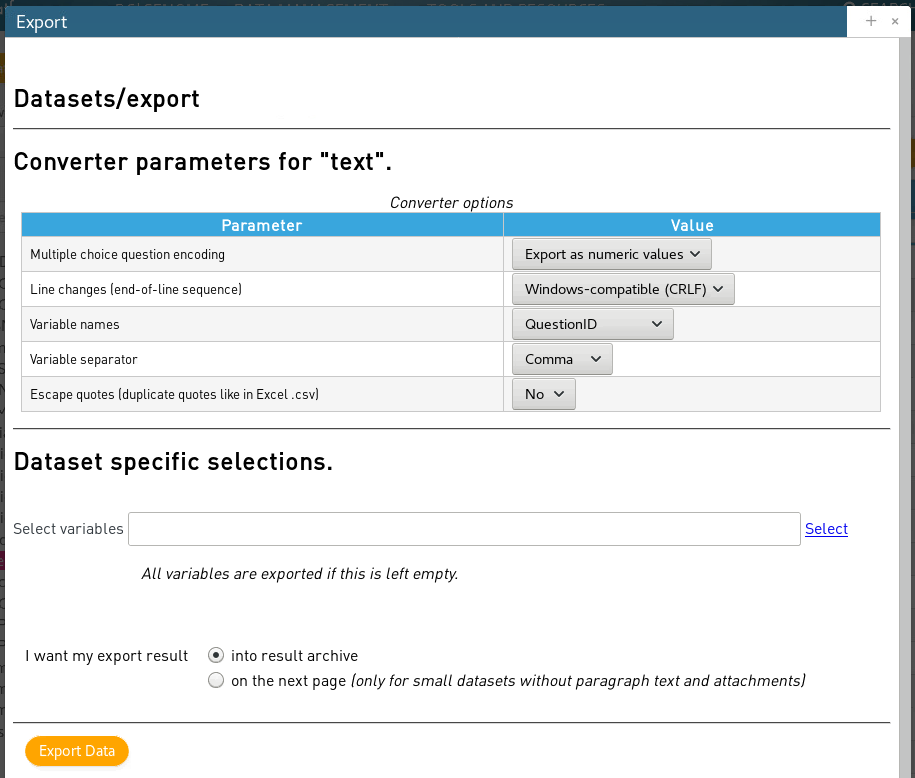 Export
Datasets/export
Converter parameters for "text".
Converter options
Parameter Value
Multiple choice question encoding Export as numeric values
Line changes (end-of-line sequence) Windows-compatible (CRLF)
Variable names QuestionID
Variable separator Comma
Escape quotes (duplicate quotes like in Excel .csv) No
Dataset specific selections.
Select variables Select
All variables are exported if this is left empty.
I want my export result into result archive
on the next page (only for small datasets without paragraph text and attachments)
Export Data